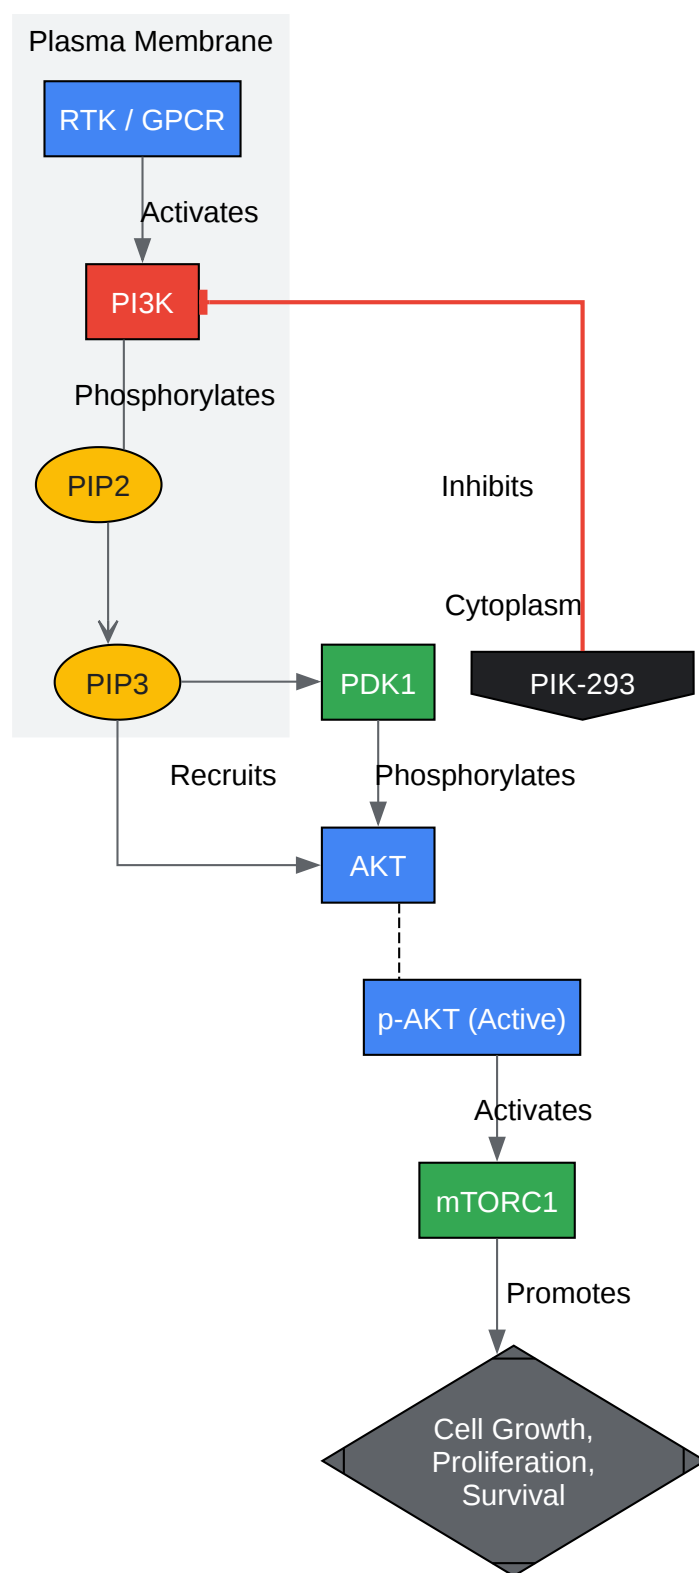 Plasma Membrane
RTK / GPCR
Activates
PI3K
Phosphorylates
PIP2
Inhibits
Cytoplasm
PIP3
PDK1
PIK-293
Recruits
Phosphorylates
AKT
p-AKT (Active)
Activates
mTORC1
Promotes
Cell Growth,
Proliferation,
Survival